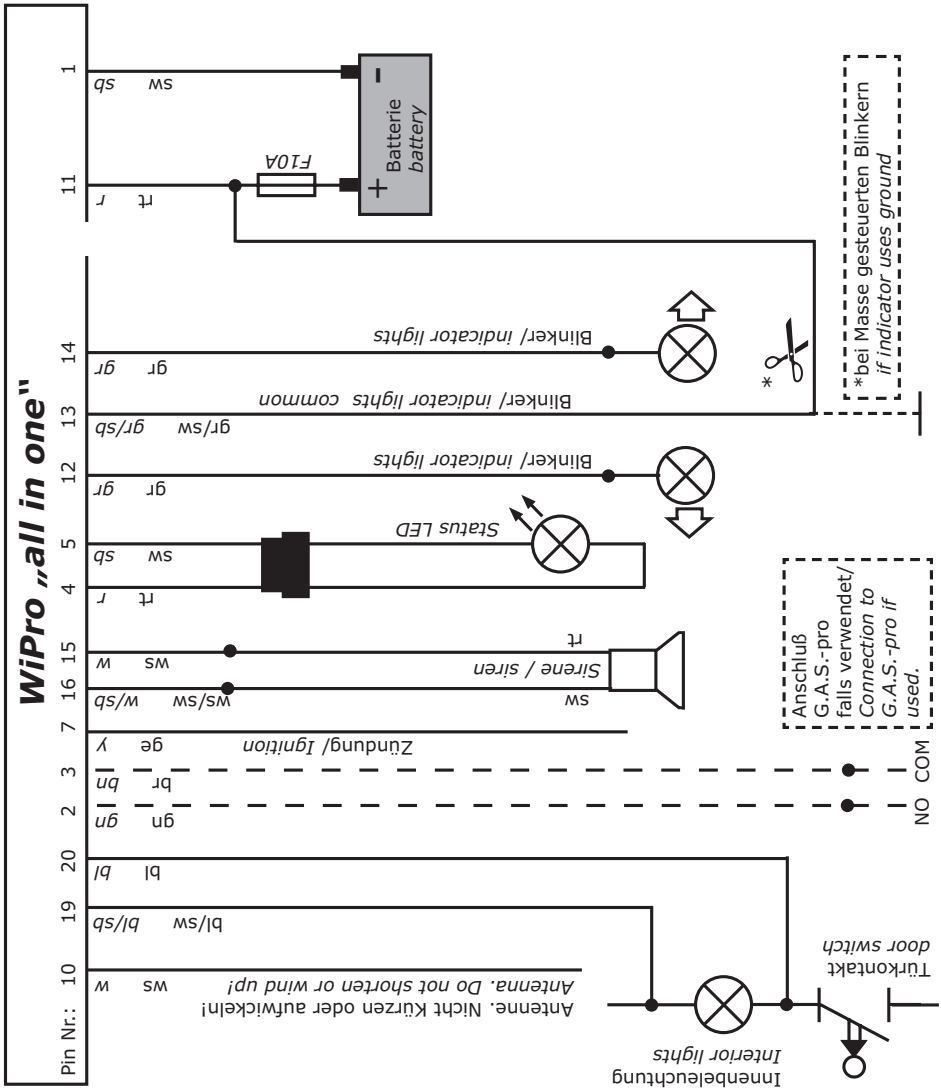 WiPro „all in one“
Pin Nr.:
1
sb sw
11
r rt
F10A
- +
Batterie
battery
14
gr gr
Blinker/ indicator lights
13
gr/sb gr/sw
Blinker/ indicator lights common
*
*bei Masse gesteuerten Blinkern
if indicator uses ground
12
gr gr
Blinker/ indicator lights
5
sb sw
Status LED
4
r rt
15
w ws
rt
Sirene / siren
16
w/sb ws/sw
sw
7
y ge
Zündung/ Ignition
3
bn br
COM
2
gn gn
NO
Anschluß
G.A.S.-pro
falls verwendet/
Connection to
G.A.S.-pro if
used.
20
bl bl
19
bl/sb bl/sw
10
w ws
Antenne. Nicht Kürzen oder aufwickeln!
Antenna. Do not shorten or wind up!
Türkontakt
door switch
Innenbeleuchtung
Interior lights